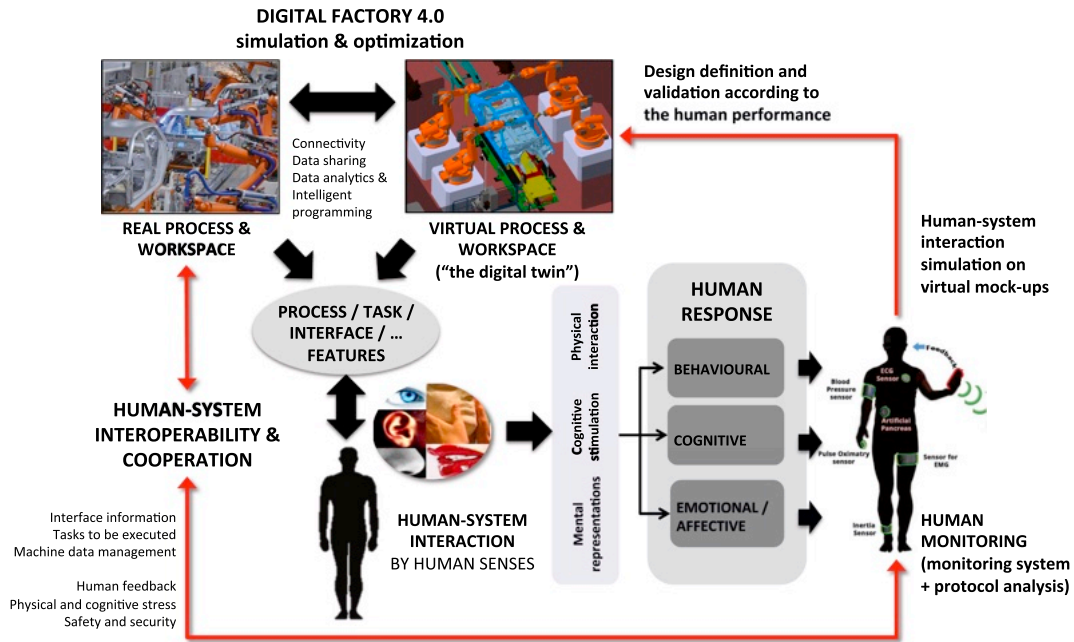 DIGITAL FACTORY 4.0
simulation & optimization
Connectivity
Data sharing
Data analytics &
Intelligent
programming
REAL PROCESS &
WORKSPACE
VIRTUAL PROCESS &
WORKSPACE
(“the digital twin”)
Design definition and
validation according to
the human performance
Human-system
interaction
simulation on
virtual mock-ups
PROCESS / TASK /
INTERFACE / ...
FEATURES
HUMAN-SYSTEM
INTEROPERABILITY &
COOPERATION
Interface information
Tasks to be executed
Machine data management
Human feedback
Physical and cognitive stress
Safety and security
HUMAN-SYSTEM
INTERACTION
BY HUMAN SENSES
Physical
interaction
Cognitive
stimulation
Mental
representations
HUMAN
RESPONSE
BEHAVIOURAL
COGNITIVE
EMOTIONAL /
AFFECTIVE
Feedback
ECG
Sensor
Blood
Pressure
sensor
Artificial
Pancreas
Pulse Oximatry
sensor
Sensor for
EMG
Inertia
Sensor
HUMAN
MONITORING
(monitoring system
+ protocol analysis)